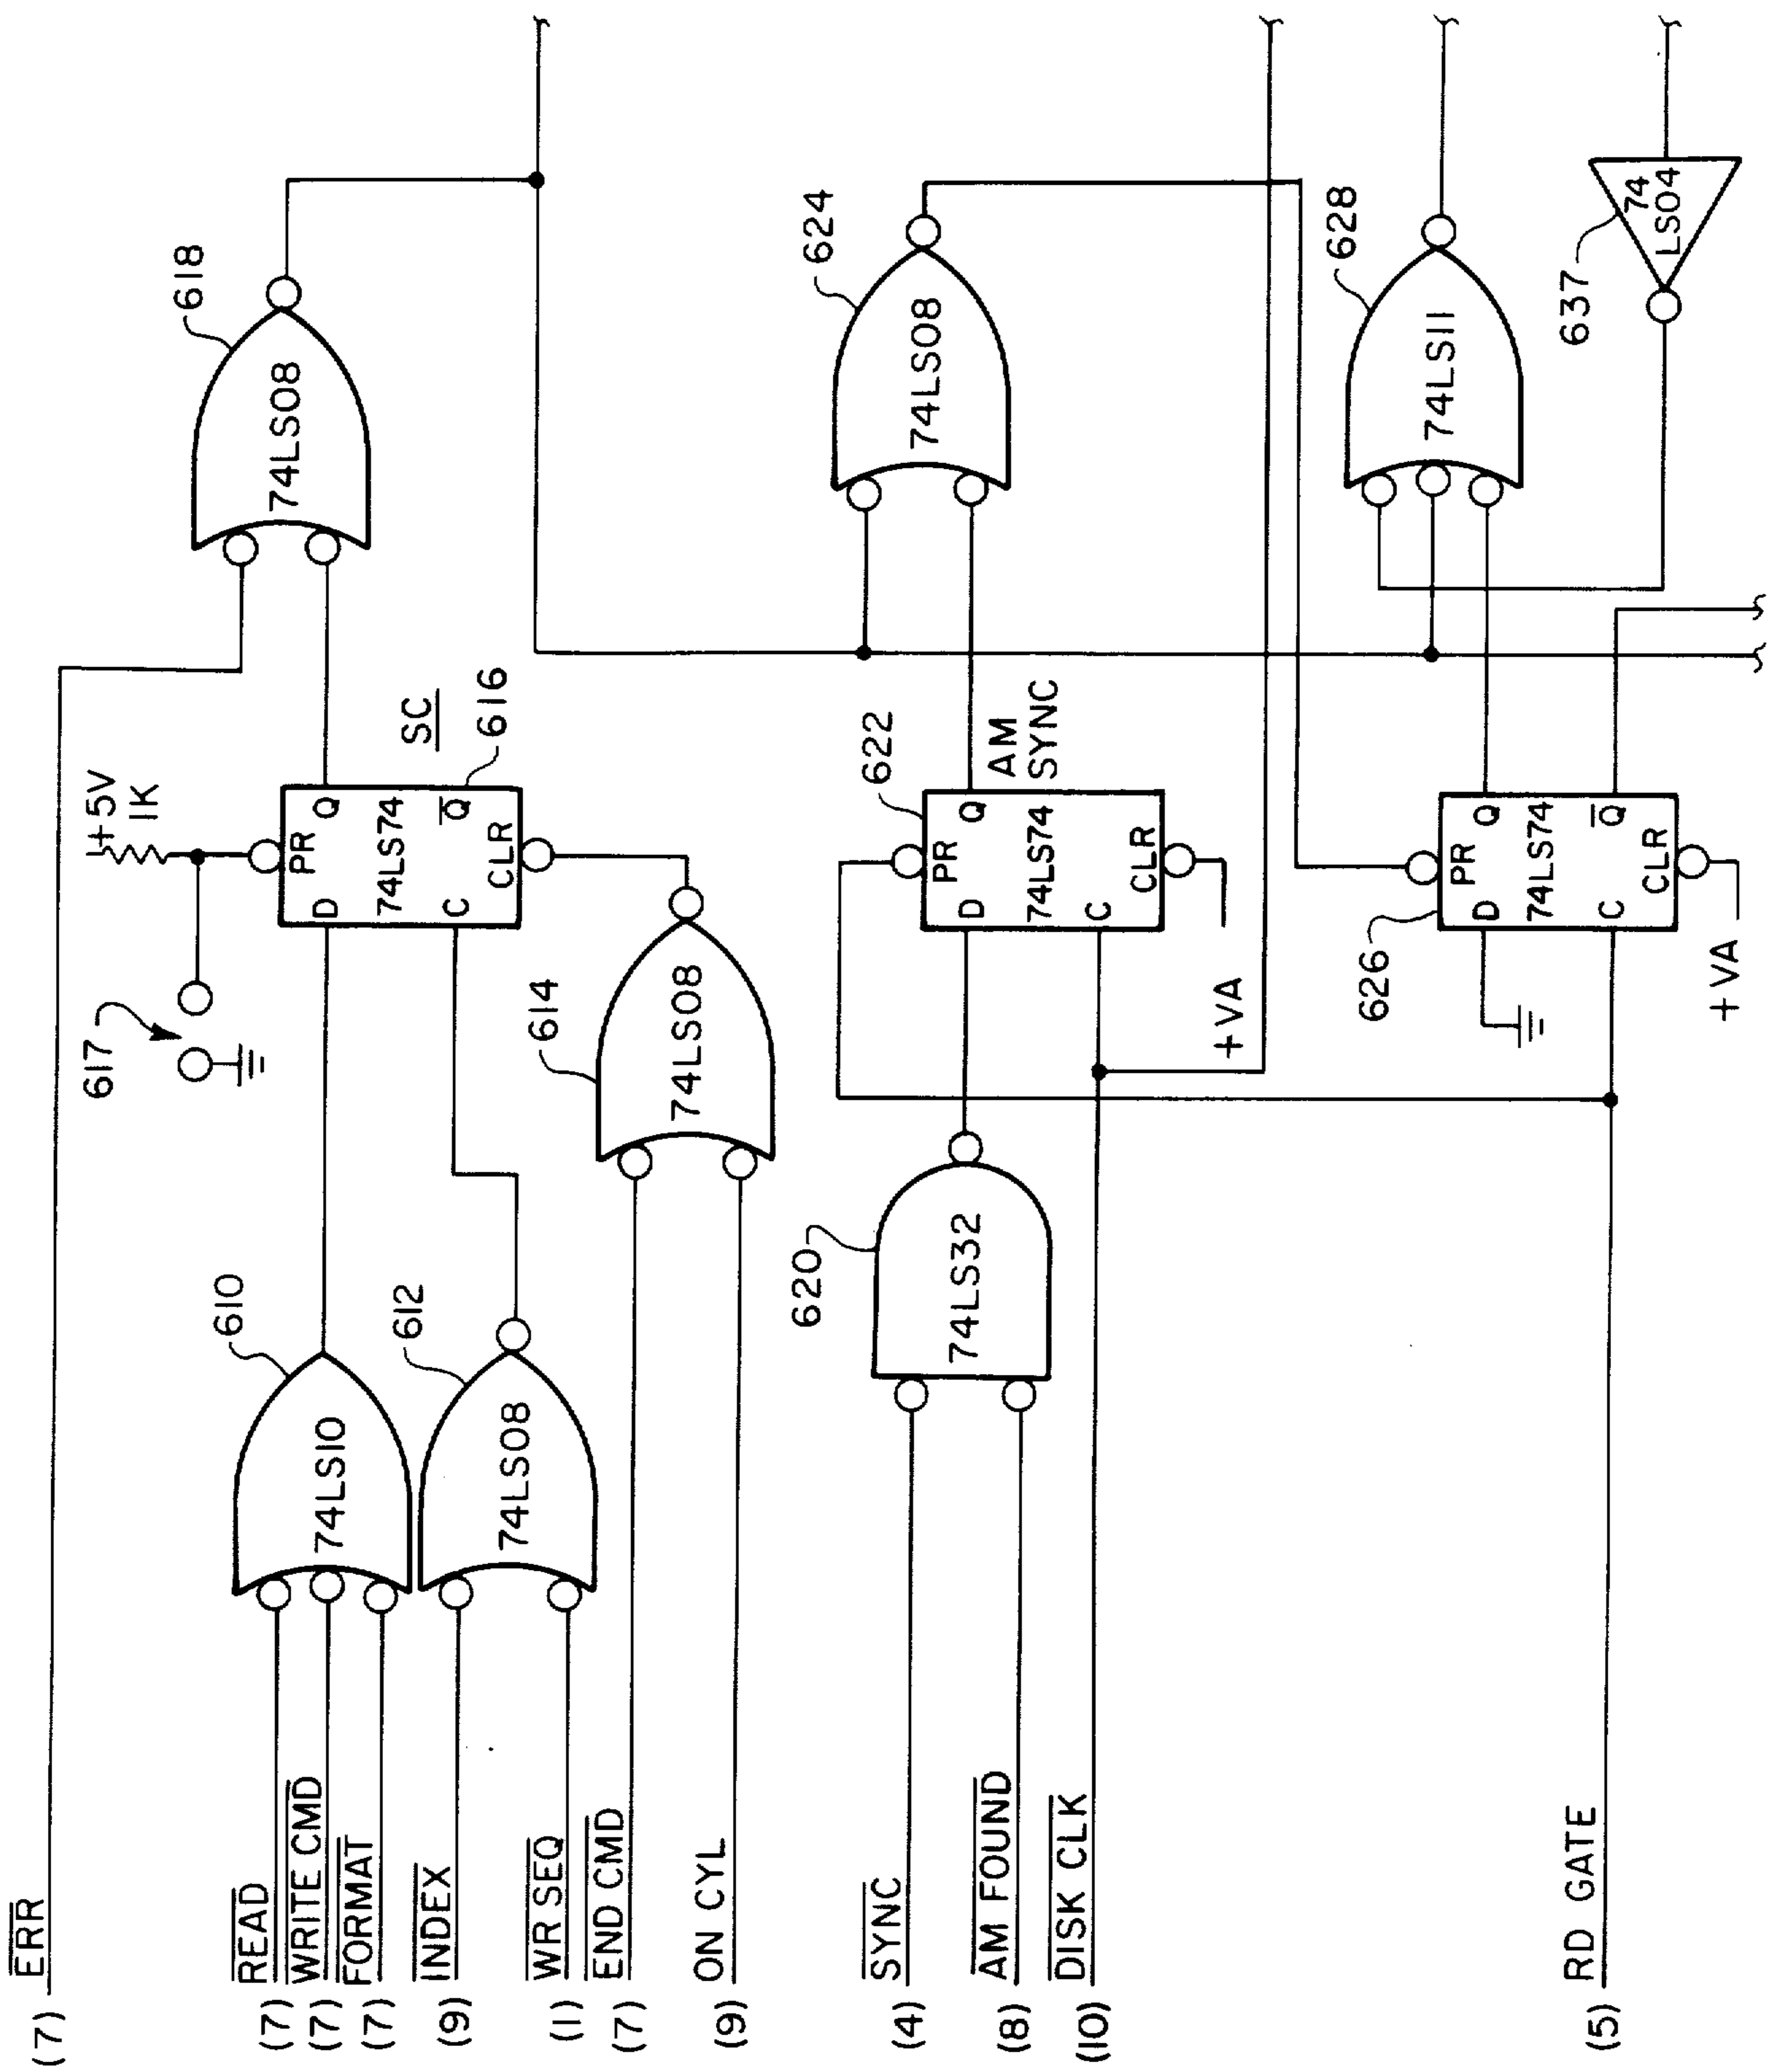 (7) ERR
(7) READ
(7) WRITE CMD
(7) FORMAT
(9) INDEX
(1) WR SEQ
(7) END CMD
(9) ON CYL
(4) SYNC
(8) AM FOUND
(10) DISK CLK
(5) RD GATE
610
74LS10
612
74LS08
614
74LS08
617
+5V
1K
PR
D Q
74LS74
C Q̅
CLR
SC
616
618
74LS08
620
74LS32
622
PR
D Q
74LS74
C
CLR
+VA
AM
SYNC
624
74LS08
626
PR
D Q
74LS74
C Q̅
CLR
+VA
628
74LS11
637
74
LS04